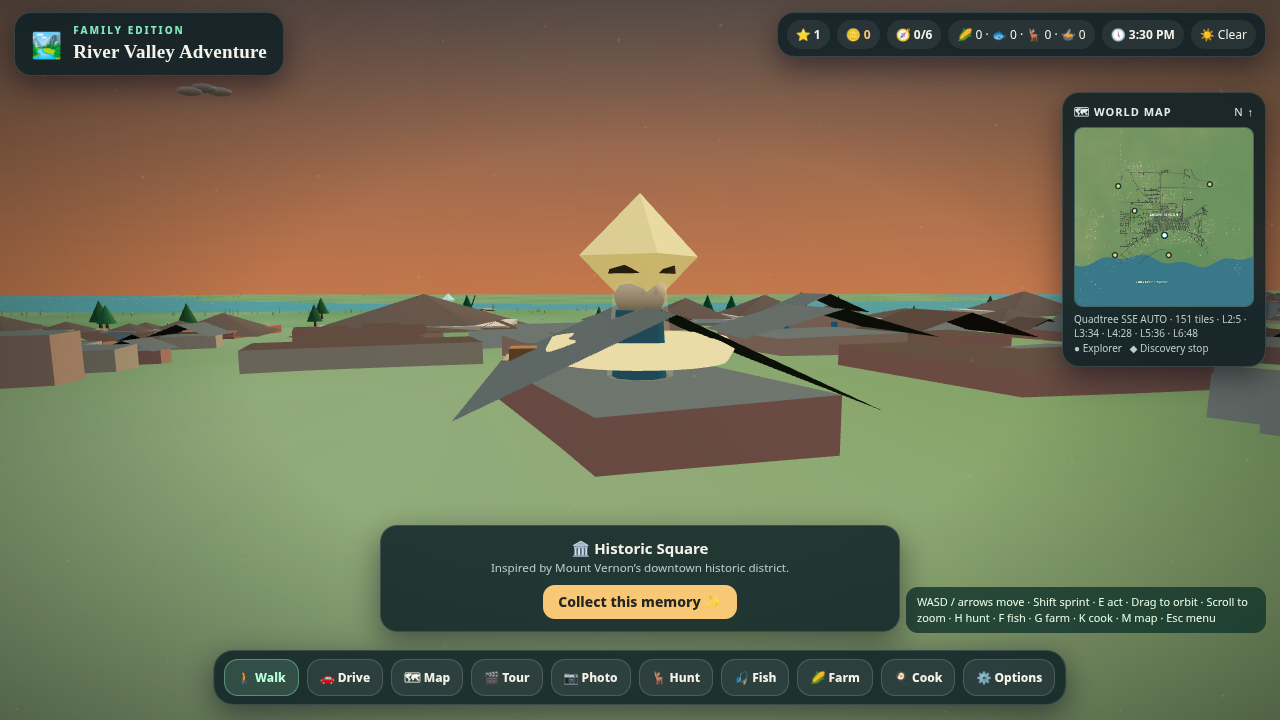 FAMILY EDITION
River Valley Adventure
1
0
0/6
0 · 0 · 0 · 0
3:30 PM
Clear
WORLD MAP
N ↑
Quadtree SSE AUTO · 151 tiles · L2:5 ·
L3:34 · L4:28 · L5:36 · L6:48
● Explorer ◆ Discovery stop
Historic Square
Inspired by Mount Vernon's downtown historic district.
Collect this memory
WASD / arrows move · Shift sprint · E act · Drag to orbit · Scroll to
zoom · H hunt · F fish · G farm · K cook · M map · Esc menu
Walk
Drive
Map
Tour
Photo
Hunt
Fish
Farm
Cook
Options